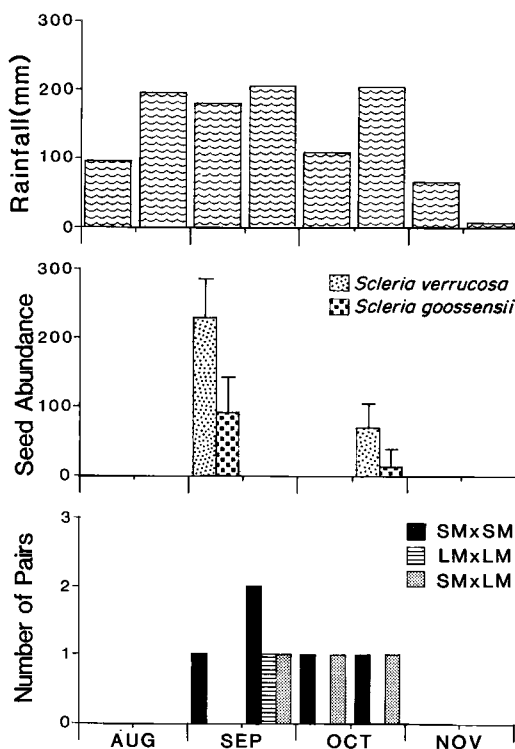 300
200
100
0
Rainfall(mm)
Scleria verrucosa
Scleria goossensii
300
200
100
0
Seed Abundance
SMxSM
LMxLM
SMxLM
3
2
1
0
Number of Pairs
AUG SEP OCT NOV